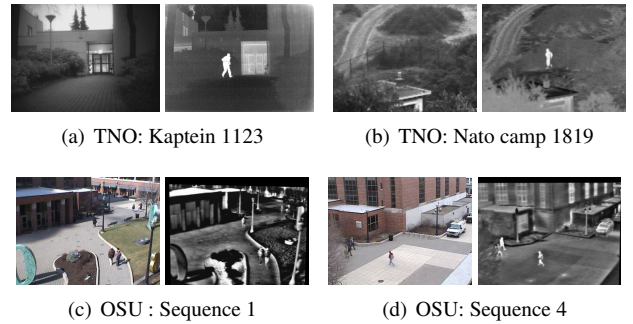 (a) TNO: Kaptein 1123
(b) TNO: Nato camp 1819
(c) OSU : Sequence 1
(d) OSU: Sequence 4